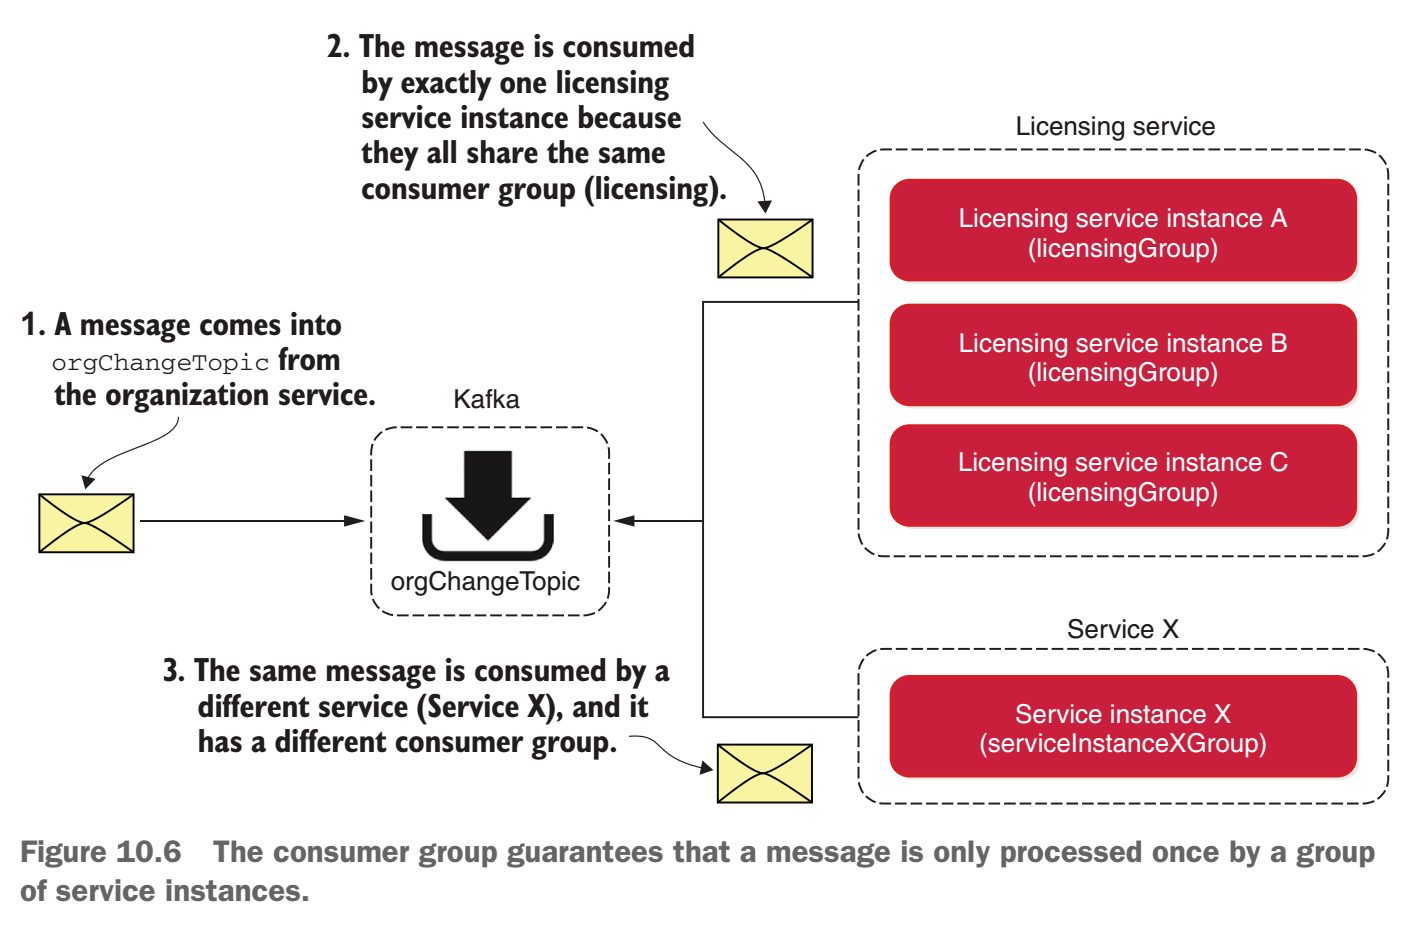 2. The message is consumed
by exactly one licensing
service instance because
they all share the same
consumer group (licensing).
Licensing service
Licensing service instance A
(licensingGroup)
Licensing service instance B
(licensingGroup)
Licensing service instance C
(licensingGroup)
1. A message comes into
orgChangeTopic from
the organization service.
Kafka
orgChangeTopic
3. The same message is consumed by a
different service (Service X), and it
has a different consumer group.
Service X
Service instance X
(serviceInstanceXGroup)
Figure 10.6 The consumer group guarantees that a message is only processed once by a group
of service instances.